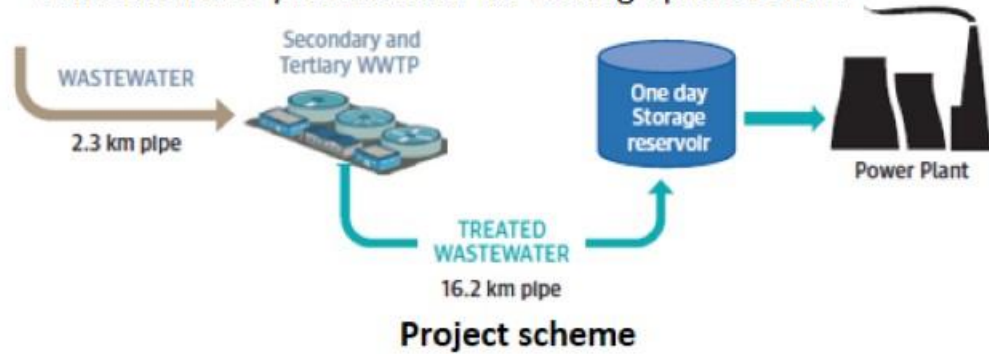 Secondary and
Tertiary WWTP
WASTEWATER
2.3 km pipe
One day
Storage
reservoir
Power Plant
TREATED
WASTEWATER
16.2 km pipe
Project scheme